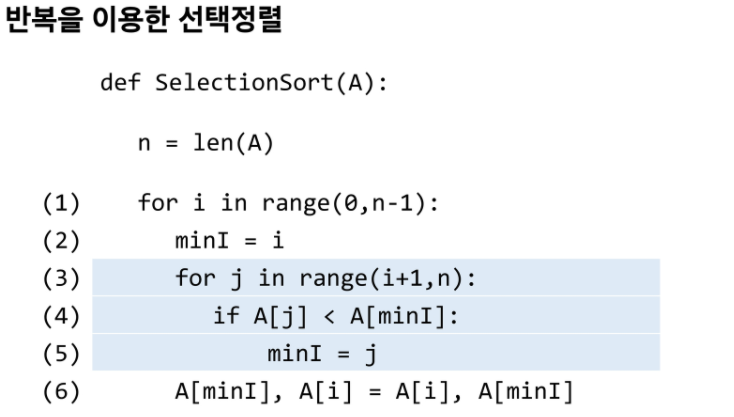 반복을 이용한 선택정렬
def SelectionSort(A):
n = len(A)
(1) for i in range(0,n-1):
(2) minI = i
(3) for j in range(i+1,n):
(4) if A[j] < A[minI]:
(5) minI = j
(6) A[minI], A[i] = A[i], A[minI]